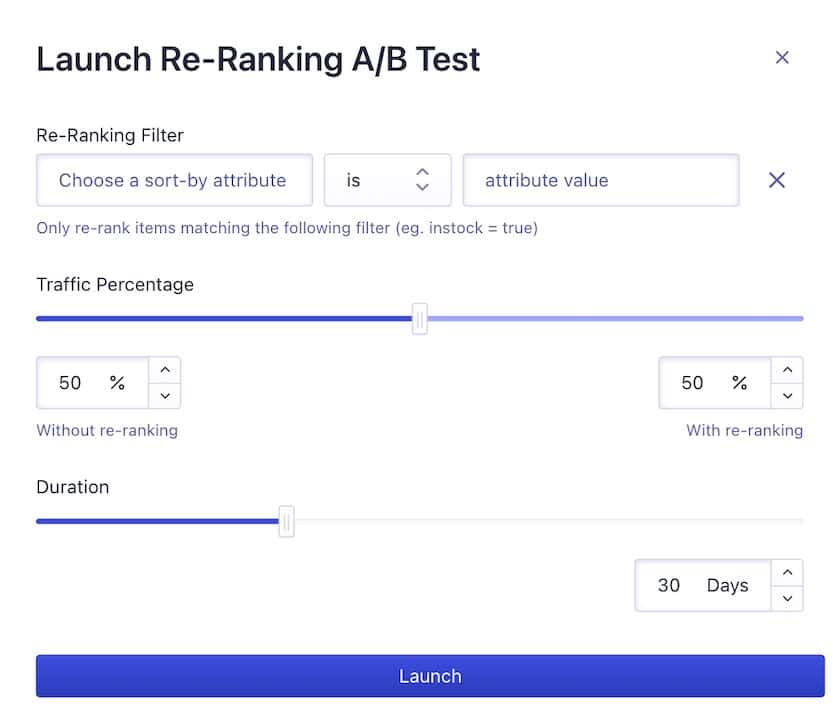 Launch Re-Ranking A/B Test
Re-Ranking Filter
Choose a sort-by attribute is attribute value
Only re-rank items matching the following filter (eg. instock = true)
Traffic Percentage
50 % 50 %
Without re-ranking With re-ranking
Duration
30 Days
Launch